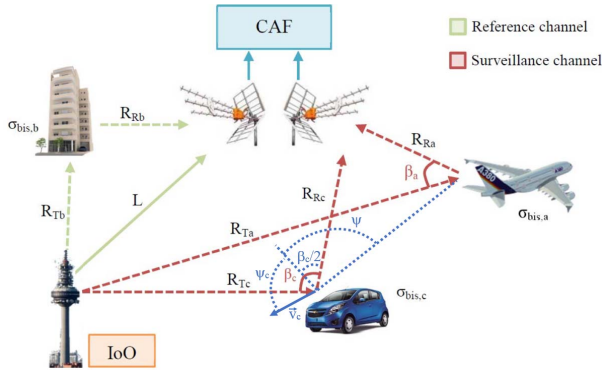 CAF
Reference channel
Surveillance channel
σbis,b
RRb
RRa
βa
A380
RTb
L
RRc
RTa
ψ
σbis,a
βc/2
ψc
βc
RTc
σbis,c
v⃗c
IoO